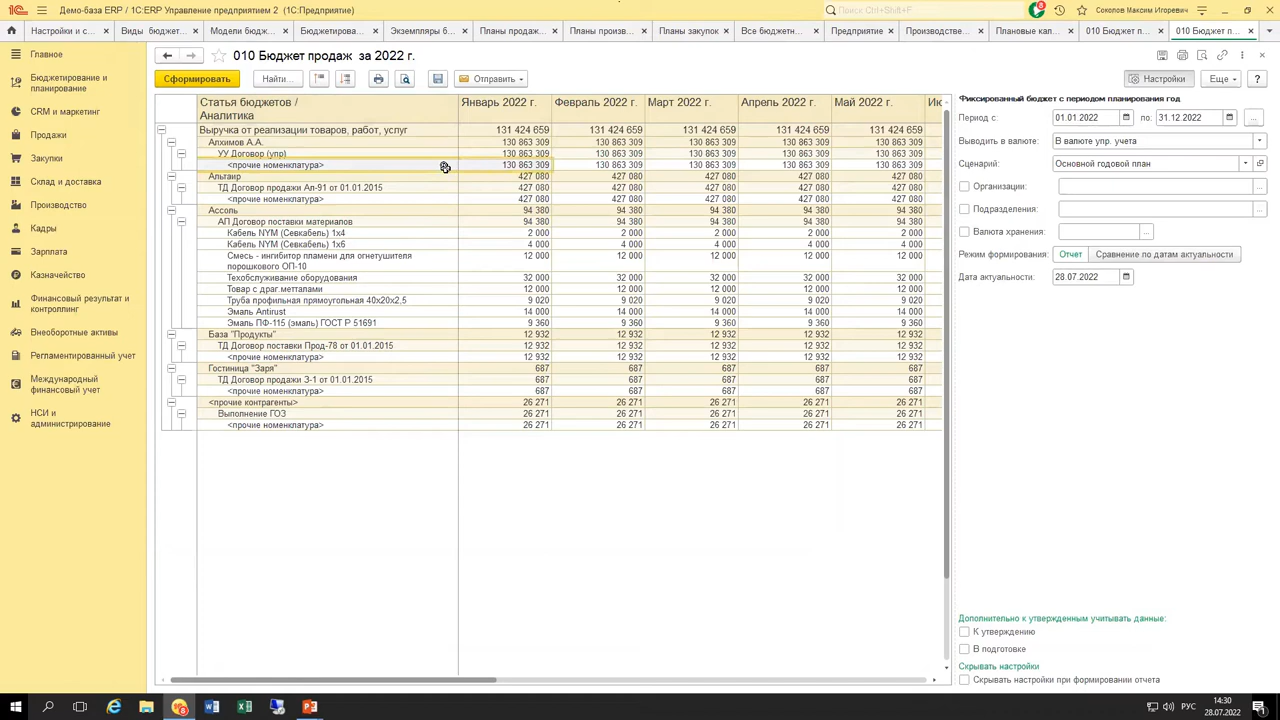 Демо-база ERP / 1С:ERP Управление предприятием 2 (1С:Предприятие)
Поиск Ctrl+Shift+F
8
Соколов Максим Игоревич
Настройки и с...
Виды бюджет...
Модели бюдж...
Бюджетирова...
Экземпляры б...
Планы продаж...
Планы произв...
Планы закупок
Все бюджетн...
Предприятие
Производстве...
Плановые кал...
010 Бюджет п...
010 Бюджет п...
Главное
Бюджетирование и
планирование
CRM и маркетинг
Продажи
Закупки
Склад и доставка
Производство
Кадры
Зарплата
Казначейство
Финансовый результат и
контроллинг
Внеоборотные активы
Регламентированный учет
Международный
финансовый учет
НСИ и
администрирование
010 Бюджет продаж за 2022 г.
Сформировать
Найти...
Отправить
Настройки
Еще
?
Статья бюджетов /
Аналитика
Январь 2022 г. Февраль 2022 г. Март 2022 г. Апрель 2022 г. Май 2022 г. Ию
Выручка от реализации товаров, работ, услуг 131 424 659 131 424 659 131 424 659 131 424 659 131 424 659
Алхимов А.А. 130 863 309 130 863 309 130 863 309 130 863 309 130 863 309
УУ Договор (упр) 130 863 309 130 863 309 130 863 309 130 863 309 130 863 309
<прочие номенклатура> 130 863 309 130 863 309 130 863 309 130 863 309 130 863 309
Альтаир 427 080 427 080 427 080 427 080 427 080
ТД Договор продажи Ал-91 от 01.01.2015 427 080 427 080 427 080 427 080 427 080
<прочие номенклатура> 427 080 427 080 427 080 427 080 427 080
Ассоль 94 380 94 380 94 380 94 380 94 380
АП Договор поставки материалов 94 380 94 380 94 380 94 380 94 380
Кабель NYM (Севкабель) 1х4 2 000 2 000 2 000 2 000 2 000
Кабель NYM (Севкабель) 1х6 4 000 4 000 4 000 4 000 4 000
Смесь - ингибитор пламени для огнетушителя
порошкового ОП-10
12 000 12 000 12 000 12 000 12 000
Техобслуживание оборудования 32 000 32 000 32 000 32 000 32 000
Товар с драг.метталами 12 000 12 000 12 000 12 000 12 000
Труба профильная прямоугольная 40х20х2,5 9 020 9 020 9 020 9 020 9 020
Эмаль Antirust 14 000 14 000 14 000 14 000 14 000
Эмаль ПФ-115 (эмаль) ГОСТ Р 51691 9 360 9 360 9 360 9 360 9 360
База "Продукты" 12 932 12 932 12 932 12 932 12 932
ТД Договор поставки Прод-78 от 01.01.2015 12 932 12 932 12 932 12 932 12 932
<прочие номенклатура> 12 932 12 932 12 932 12 932 12 932
Гостиница "Заря" 687 687 687 687 687
ТД Договор продажи З-1 от 01.01.2015 687 687 687 687 687
<прочие номенклатура> 687 687 687 687 687
<прочие контрагенты> 26 271 26 271 26 271 26 271 26 271
Выполнение ГОЗ 26 271 26 271 26 271 26 271 26 271
<прочие номенклатура> 26 271 26 271 26 271 26 271 26 271
Фиксированный бюджет с периодом планирования год
Период с: 01.01.2022 по: 31.12.2022 ...
Выводить в валюте: В валюте упр. учета
Сценарий: Основной годовой план
Организации: ...
Подразделения: ...
Валюта хранения: ...
Режим формирования: Отчет Сравнение по датам актуальности
Дата актуальности: 28.07.2022
Дополнительно к утвержденным учитывать данные:
К утверждению
В подготовке
Скрывать настройки
Скрывать настройки при формировании отчета
РУС
14:30
28.07.2022